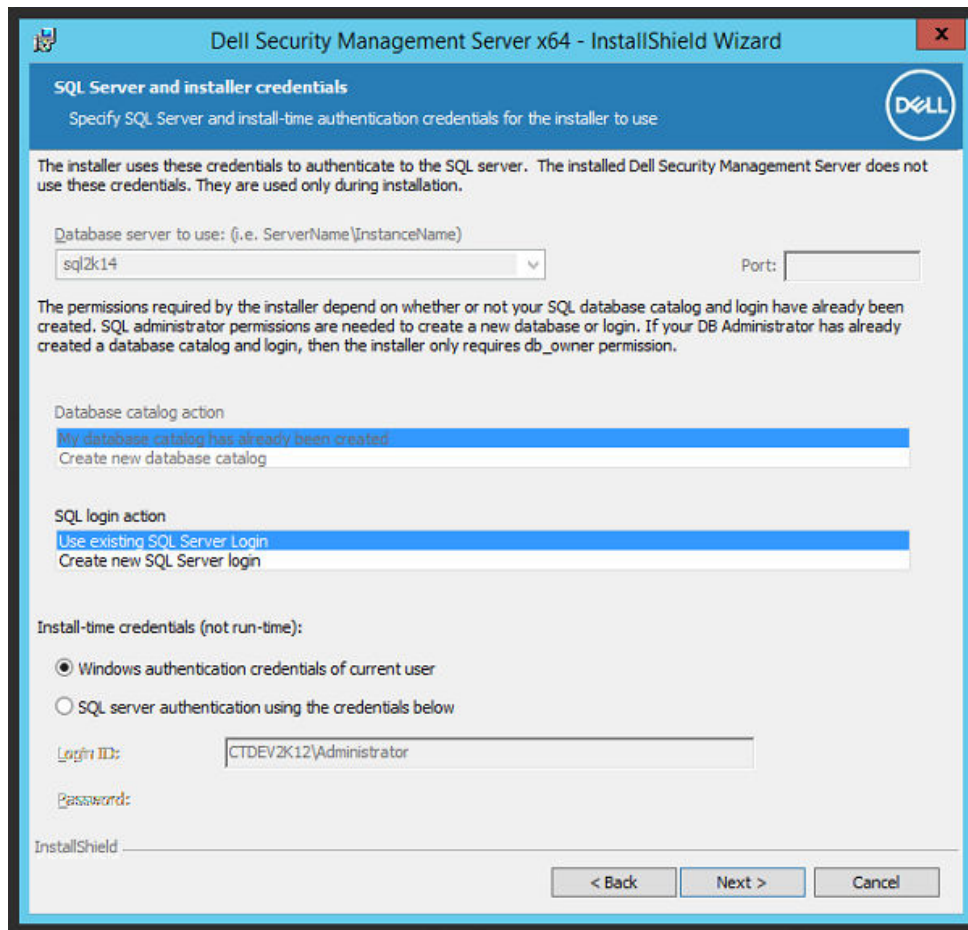 Dell Security Management Server x64 - InstallShield Wizard
x
SQL Server and installer credentials
Specify SQL Server and install-time authentication credentials for the installer to use
DELL
The installer uses these credentials to authenticate to the SQL server.  The installed Dell Security Management Server does not
use these credentials. They are used only during installation.
Database server to use: (i.e. ServerName\InstanceName)
sql2k14
Port:
The permissions required by the installer depend on whether or not your SQL database catalog and login have already been
created. SQL administrator permissions are needed to create a new database or login. If your DB Administrator has already
created a database catalog and login, then the installer only requires db_owner permission.
Database catalog action
My database catalog has already been created
Create new database catalog
SQL login action
Use existing SQL Server Login
Create new SQL Server login
Install-time credentials (not run-time):
Windows authentication credentials of current user
SQL server authentication using the credentials below
Login ID:
CTDEV2K12\Administrator
Password:
InstallShield
< Back
Next >
Cancel